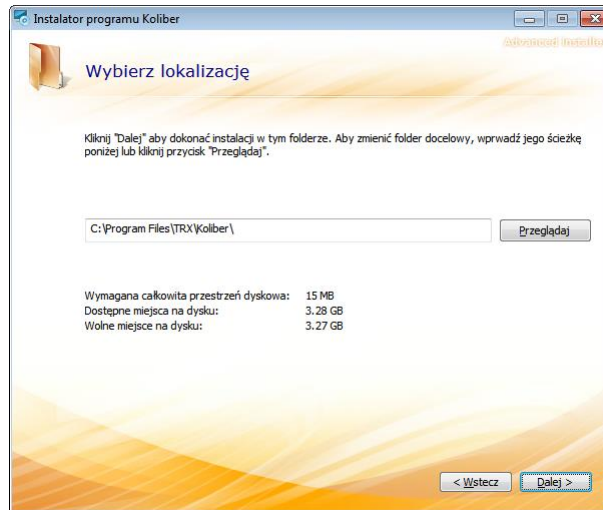 Instalator programu Koliber
Advanced Installer
Wybierz lokalizację
Kliknij "Dalej" aby dokonać instalacji w tym folderze. Aby zmienić folder docelowy, wprwadź jego ścieżkę
poniżej lub kliknij przycisk "Przeglądaj".
C:\Program Files\TRX\Koliber\
Przeglądaj
Wymagana całkowita przestrzeń dyskowa: 15 MB
Dostępne miejsca na dysku: 3.28 GB
Wolne miejsce na dysku: 3.27 GB
< Wstecz
Dalej >